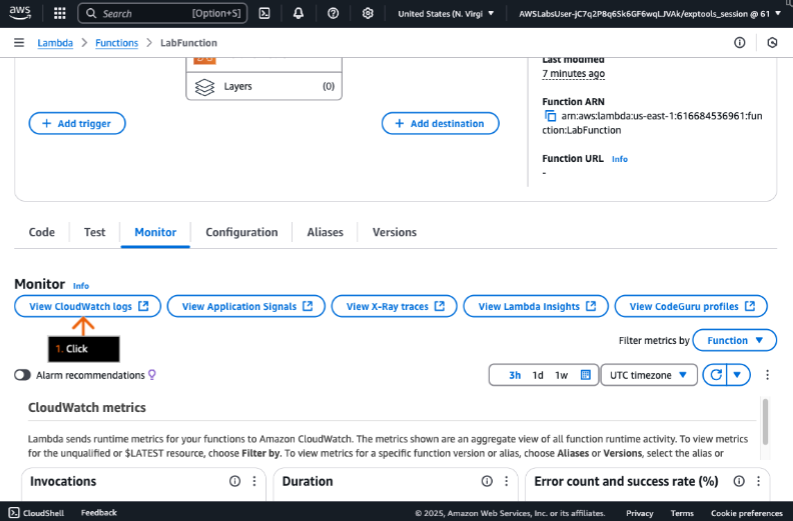 aws
Search [Option+S]
United States (N. Virgi
AWSLabsUser-jC7q2P8q6Sk6GF6wqLJVAk/exptools_session @ 61
Lambda > Functions > LabFunction
Layers (0)
+ Add trigger
+ Add destination
Last modified
7 minutes ago
Function ARN
arn:aws:lambda:us-east-1:616684536961:fun
ction:LabFunction
Function URL Info
-
Code Test Monitor Configuration Aliases Versions
Monitor Info
View CloudWatch logs View Application Signals View X-Ray traces View Lambda Insights View CodeGuru profiles
1. Click
Filter metrics by Function
Alarm recommendations
3h 1d 1w UTC timezone
CloudWatch metrics
Lambda sends runtime metrics for your functions to Amazon CloudWatch. The metrics shown are an aggregate view of all function runtime activity. To view metrics
for the unqualified or $LATEST resource, choose Filter by. To view metrics for a specific function version or alias, choose Aliases or Versions, select the alias or
Invocations Duration Error count and success rate (%)
CloudShell Feedback © 2025, Amazon Web Services, Inc. or its affiliates. Privacy Terms Cookie preferences